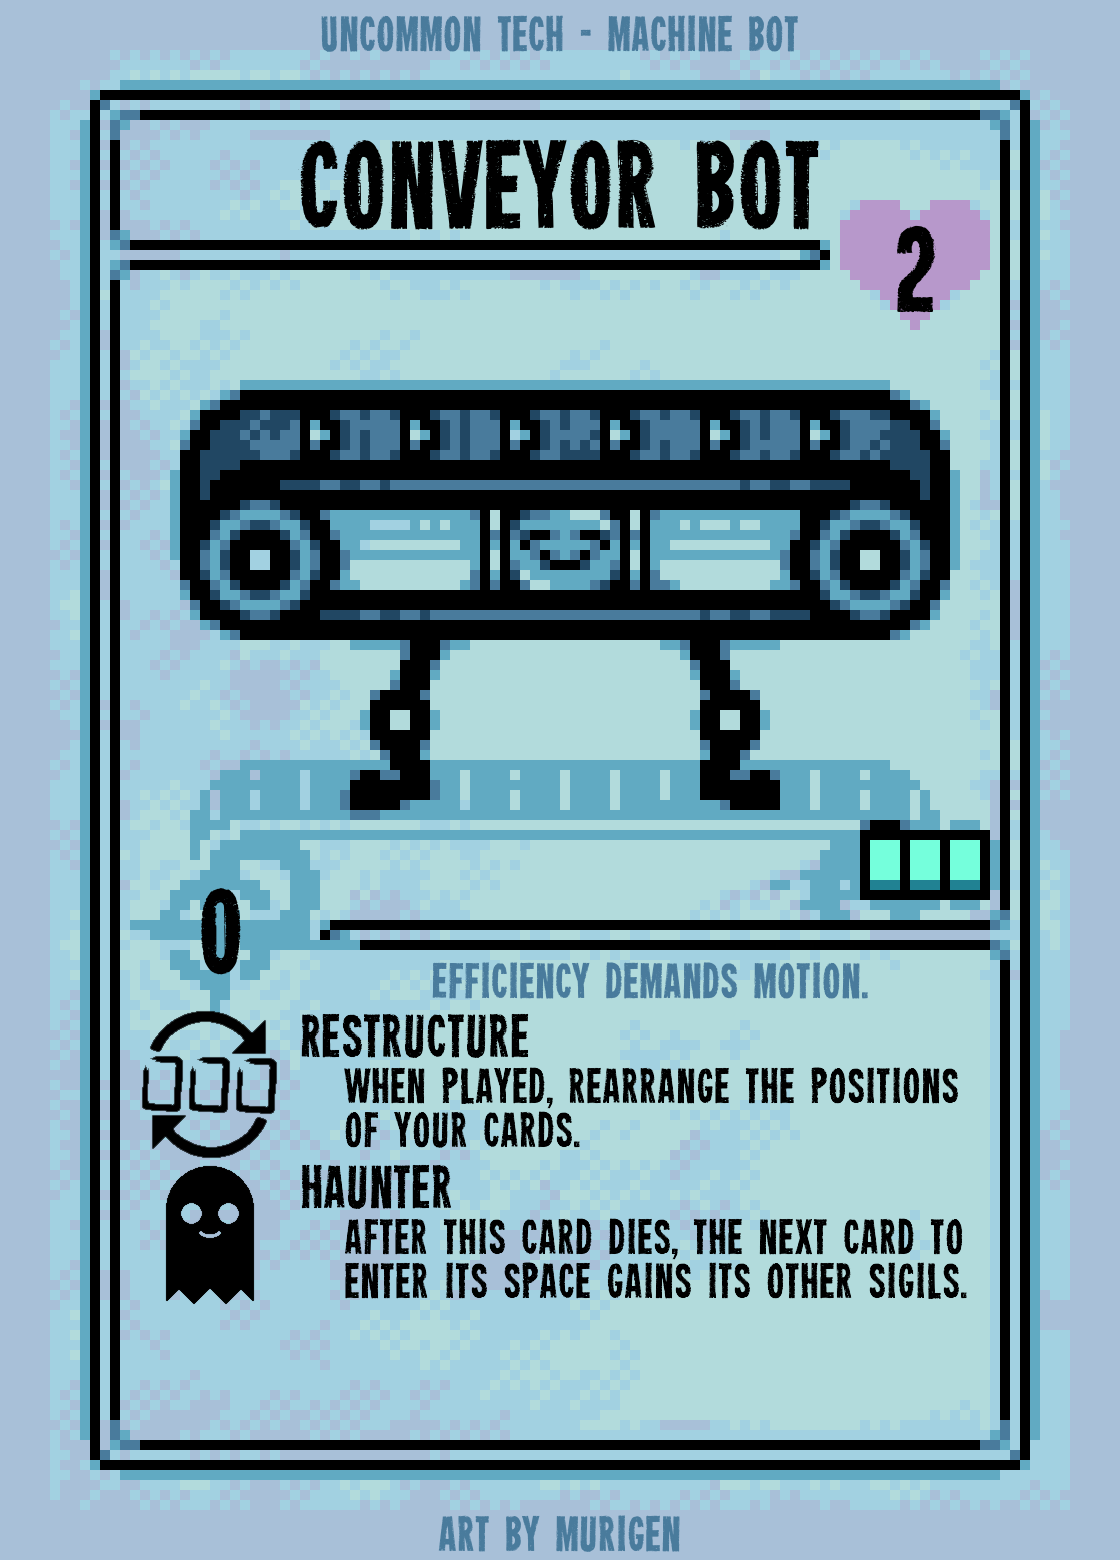 UNCOMMON TECH - MACHINE BOT
CONVEYOR BOT
2
0
EFFICIENCY DEMANDS MOTION.
RESTRUCTURE
WHEN PLAYED, REARRANGE THE POSITIONS
OF YOUR CARDS.
HAUNTER
AFTER THIS CARD DIES, THE NEXT CARD TO
ENTER ITS SPACE GAINS ITS OTHER SIGILS.
ART BY MURIGEN